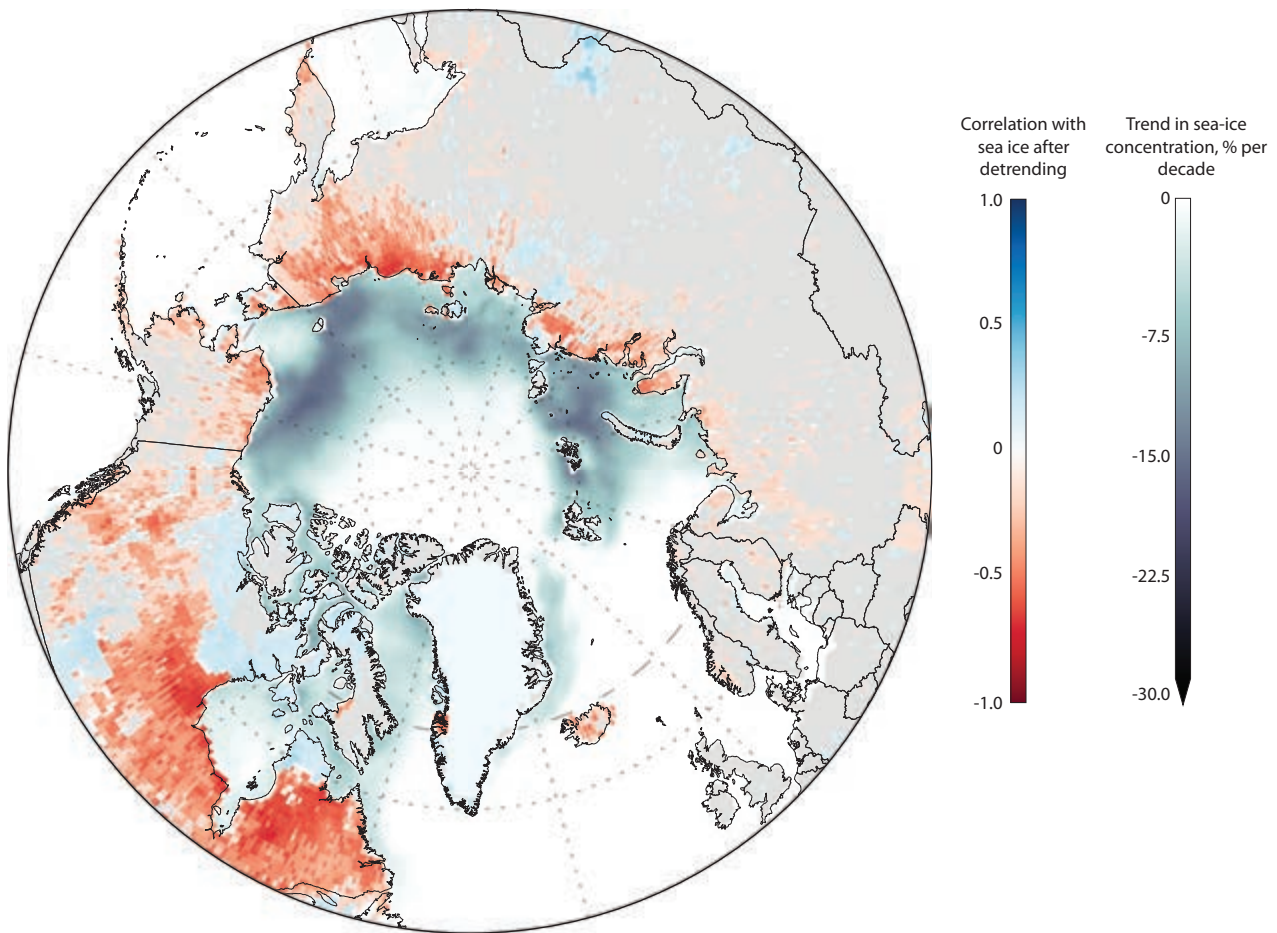 Correlation with
sea ice after
detrending
1.0
0.5
0
-0.5
-1.0
Trend in sea-ice
concentration, % per
decade
0
-7.5
-15.0
-22.5
-30.0